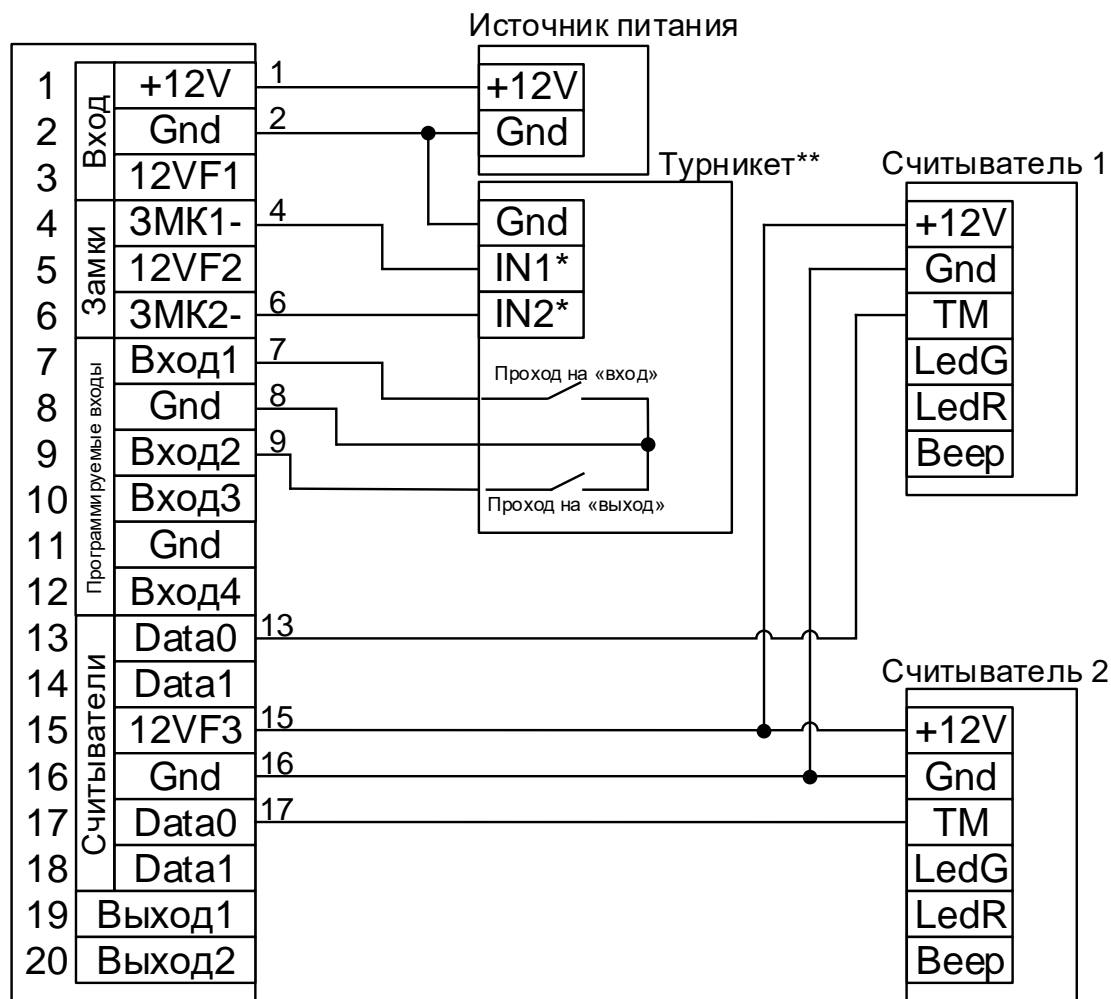 Источник питания
Вход
1 +12V 1
2 Gnd 2
3 12VF1
Замки
4 ЗМК1- 4
5 12VF2
6 ЗМК2- 6
Программируемые входы
7 Вход1 7
8 Gnd 8
9 Вход2 9
10 Вход3
11 Gnd
12 Вход4
Считыватели
13 Data0 13
14 Data1
15 12VF3 15
16 Gnd 16
17 Data0 17
18 Data1
19 Выход1
20 Выход2
+12V
Gnd
Турникет**
Gnd
IN1*
IN2*
Проход на «вход»
Проход на «выход»
Считыватель 1
+12V
Gnd
TM
LedG
LedR
Beep
Считыватель 2
+12V
Gnd
TM
LedG
LedR
Beep